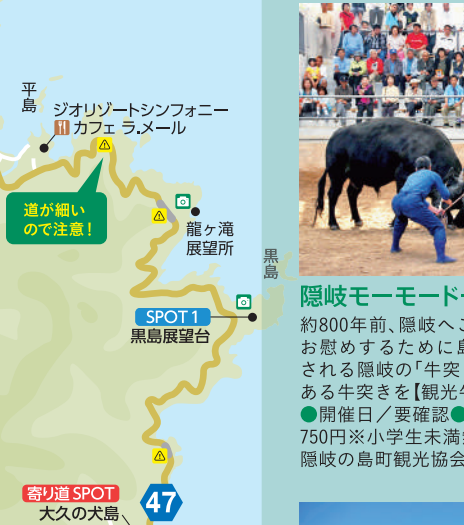 平島
ジオリゾートシンフォニー
カフェ ラ.メール
道が細い
ので注意！
龍ヶ滝
展望所
黒島
SPOT 1
黒島展望台
寄り道 SPOT
47
大久の犬島
隠岐モーモード
約800年前、隠岐へ
お慰めするために島
される隠岐の「牛突
ある牛突きを【観光
●開催日／要確認●
750円※小学生未満
隠岐の島町観光協会